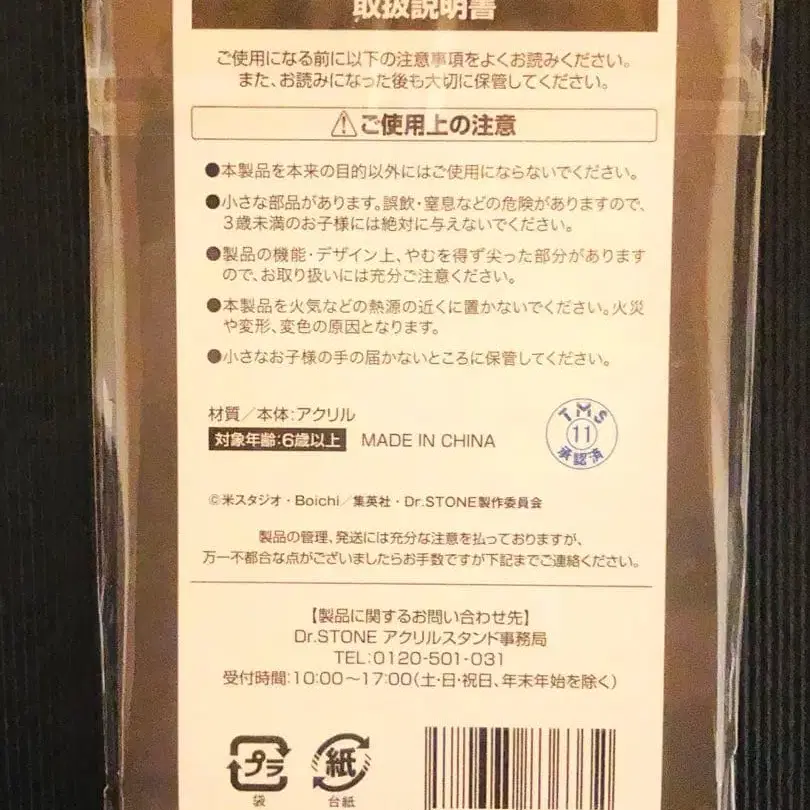 取扱説明書
ご使用になる前に以下の注意事項をよくお読みください。
また、お読みになった後も大切に保管してください。
⚠ご使用上の注意
●本製品を本来の目的以外にはご使用にならないでください。
●小さな部品があります。誤飲・窒息などの危険がありますので、
3歳未満のお子様には絶対に与えないでください。
●製品の機能・デザイン上、やむを得ず尖った部分があります
ので、お取り扱いには充分ご注意ください。
●本製品を火気などの熱源の近くに置かないでください。火災
や変形、変色の原因となります。
●小さなお子様の手の届かないところに保管してください。
材質/本体:アクリル
対象年齢:6歳以上 MADE IN CHINA
TMS
11
承認済
©米スタジオ・Boichi/集英社・Dr.STONE製作委員会
製品の管理、発送には充分な注意を払っておりますが、
万一不都合な点がございましたらお手数ですが下記までご連絡ください。
【製品に関するお問い合わせ先】
Dr.STONE アクリルスタンド事務局
TEL:0120-501-031
受付時間:10:00〜17:00(土・日・祝日、年末年始を除く)
プラ 紙
袋 台紙